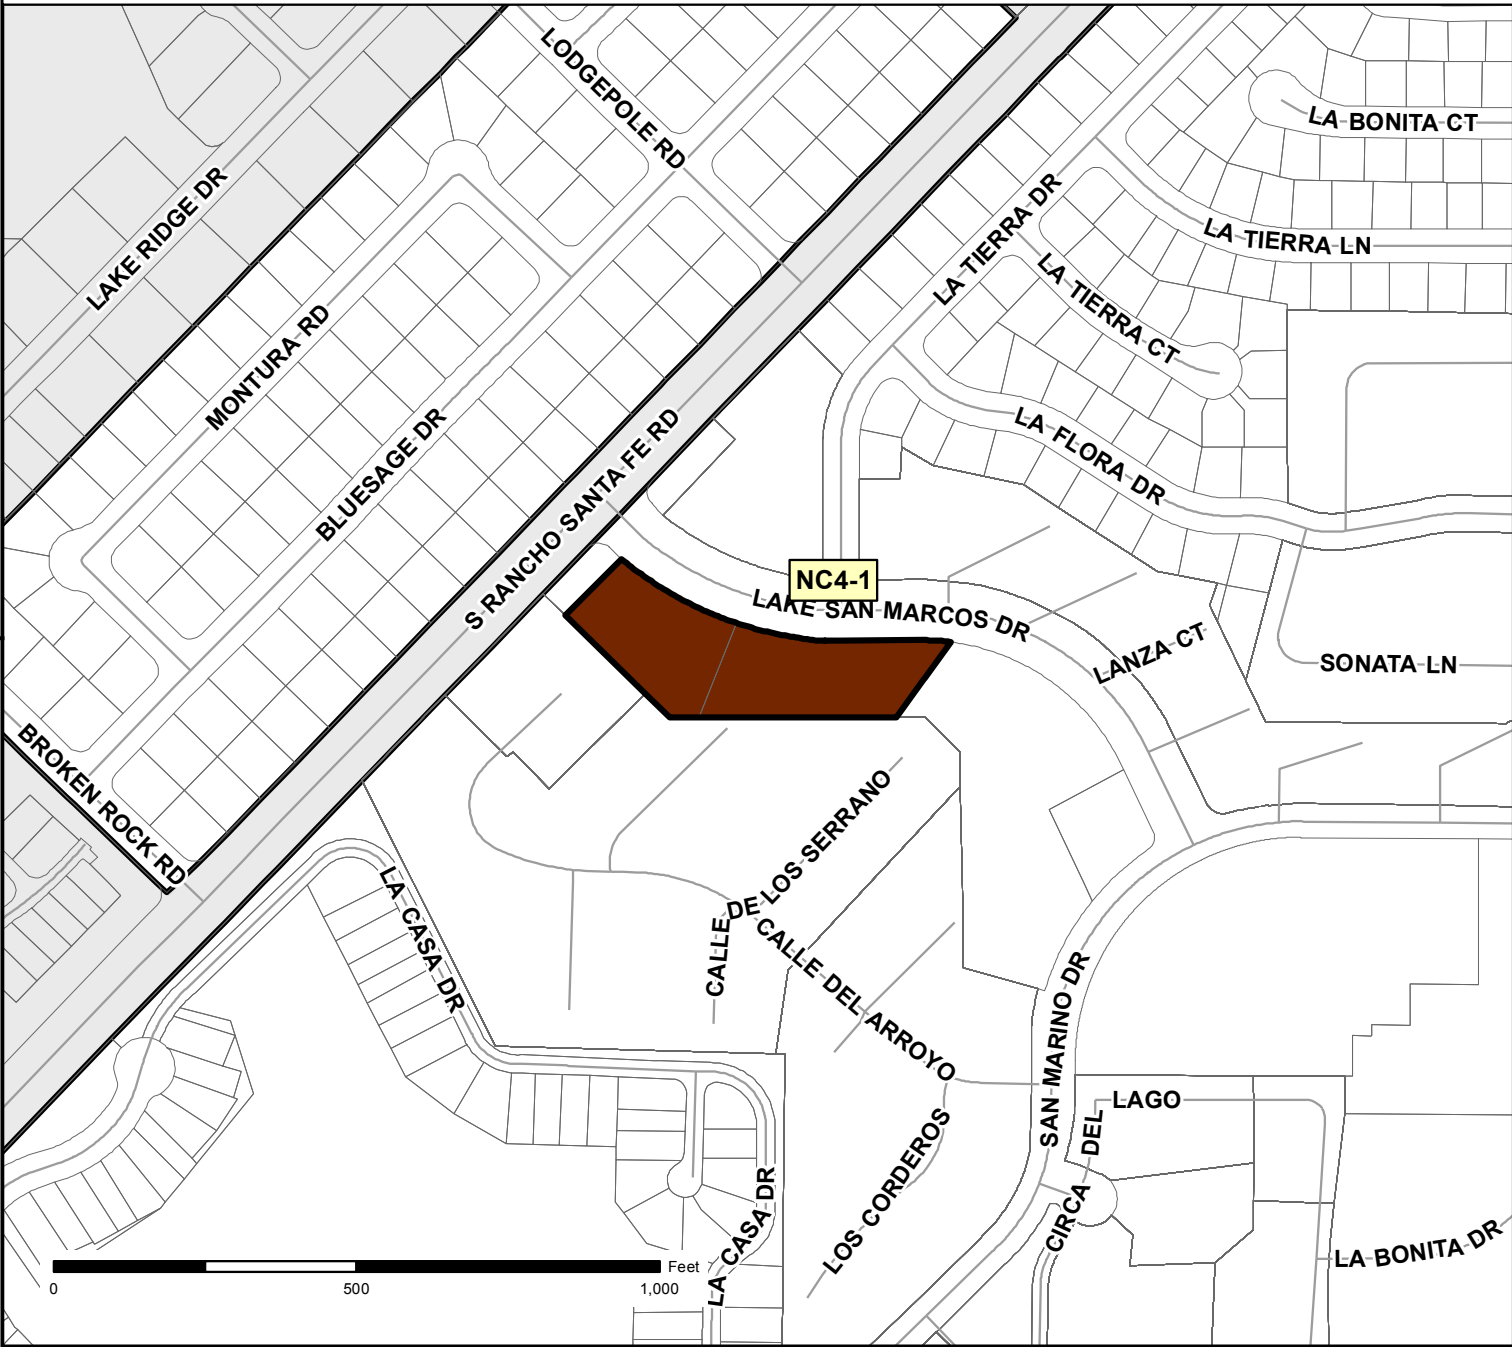 LODGEPOLE RD
LA BONITA CT
LAKE RIDGE DR
LA TIERRA DR
LA TIERRA LN
LA TIERRA CT
MONTURA RD
BLUESAGE DR
S RANCHO SANTA FE RD
LA FLORA DR
NC4-1
LAKE SAN MARCOS DR
LANZA CT
SONATA LN
BROKEN ROCK RD
CALLE DE LOS SERRANO
LA CASA DR
CALLE DEL ARROYO
SAN MARINO DR
CIRCA DEL LAGO
LOS CORDEROS
LA CASA DR
LA BONITA DR
Feet
0 500 1,000